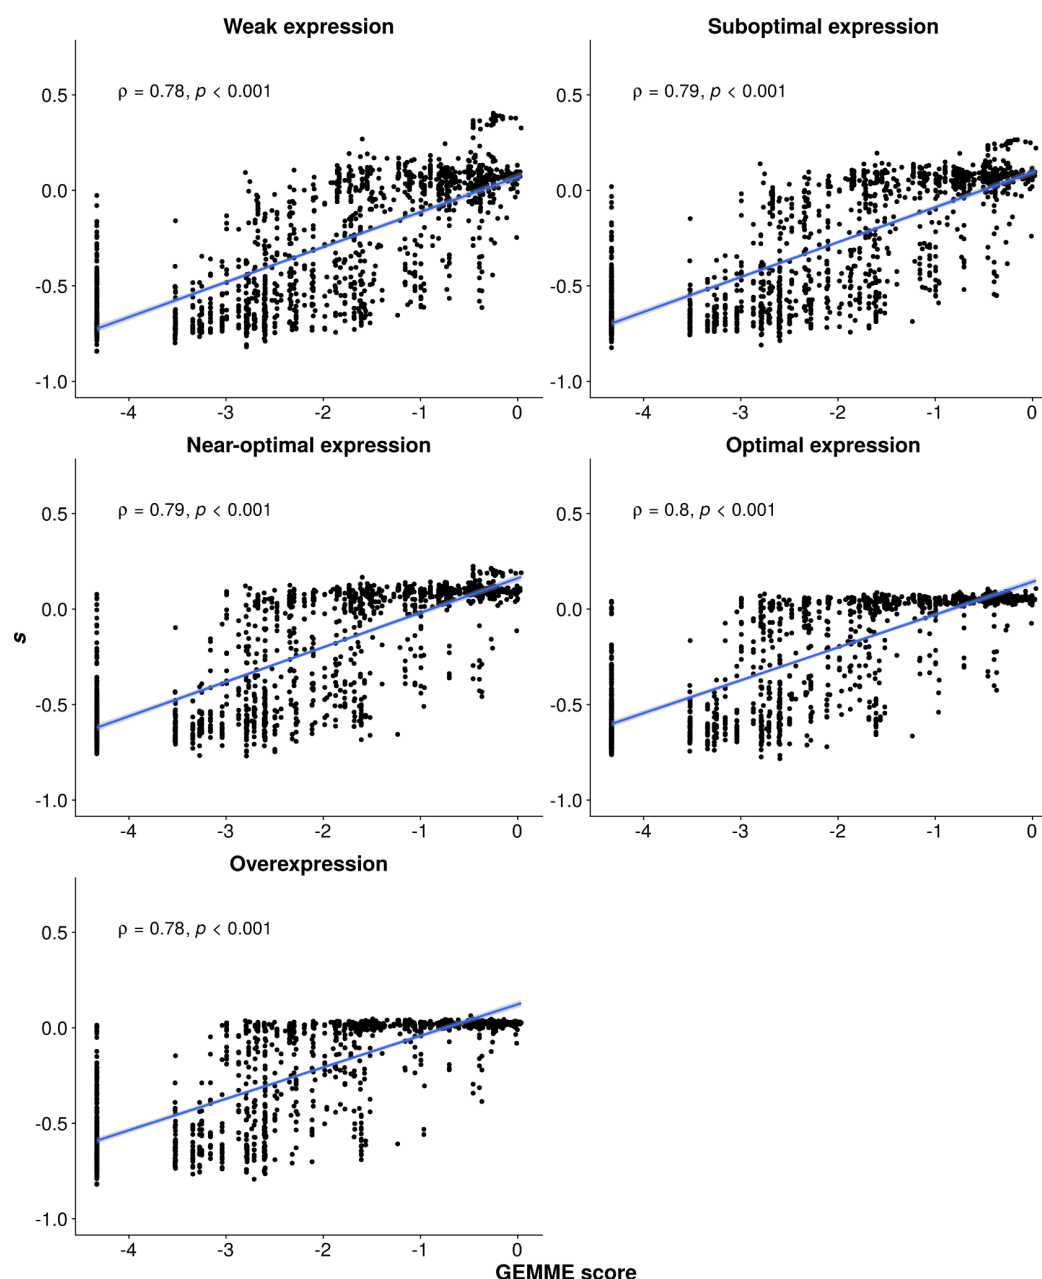 Weak expression
ρ = 0.78, p < 0.001
0.5
0.0
-0.5
-1.0
-4 -3 -2 -1 0
Suboptimal expression
ρ = 0.79, p < 0.001
0.5
0.0
-0.5
-1.0
-4 -3 -2 -1 0
Near-optimal expression
ρ = 0.79, p < 0.001
0.5
0.0
-0.5
-1.0
-4 -3 -2 -1 0
Optimal expression
ρ = 0.8, p < 0.001
0.5
0.0
-0.5
-1.0
-4 -3 -2 -1 0
s
Overexpression
ρ = 0.78, p < 0.001
0.5
0.0
-0.5
-1.0
-4 -3 -2 -1 0
GEMME score